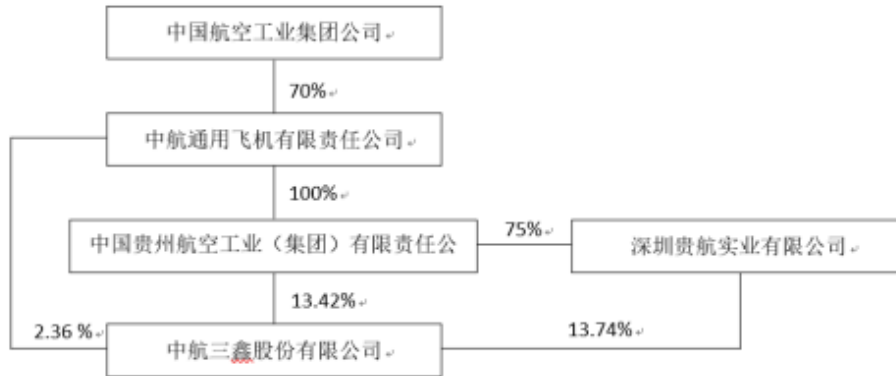 中国航空工业集团公司
70%
中航通用飞机有限责任公司
100%
中国贵州航空工业（集团）有限责任公
75%
深圳贵航实业有限公司
13.42%
2.36 %
13.74%
中航三鑫股份有限公司